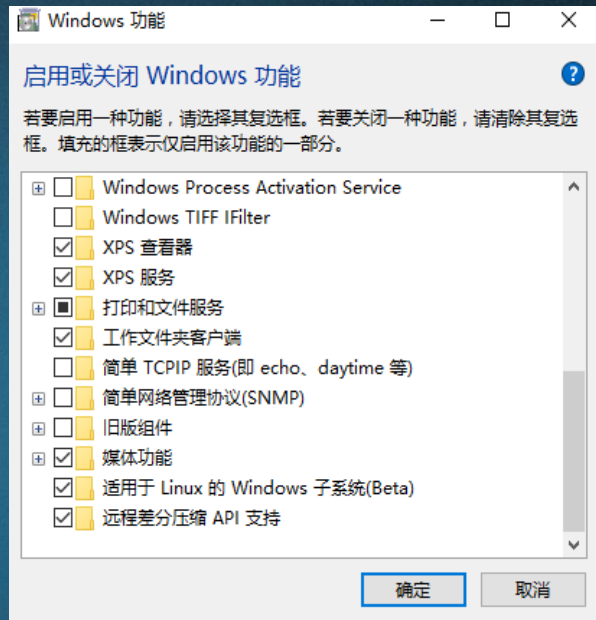 Windows 功能
启用或关闭 Windows 功能
若要启用一种功能，请选择其复选框。若要关闭一种功能，请清除其复选
框。填充的框表示仅启用该功能的一部分。
Windows Process Activation Service
Windows TIFF IFilter
XPS 查看器
XPS 服务
打印和文件服务
工作文件夹客户端
简单 TCPIP 服务(即 echo、daytime 等)
简单网络管理协议(SNMP)
旧版组件
媒体功能
适用于 Linux 的 Windows 子系统(Beta)
远程差分压缩 API 支持
确定
取消